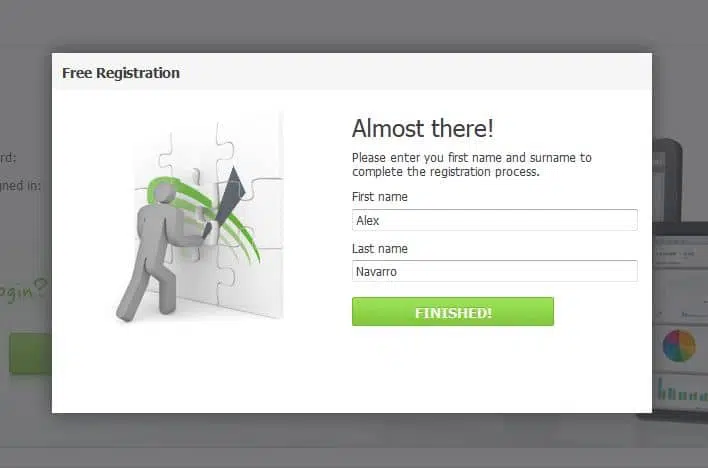 Free Registration
Almost there!
Please enter you first name and surname to
complete the registration process.
First name
Alex
Last name
Navarro
FINISHED!
rd:
gned in:
ogin?